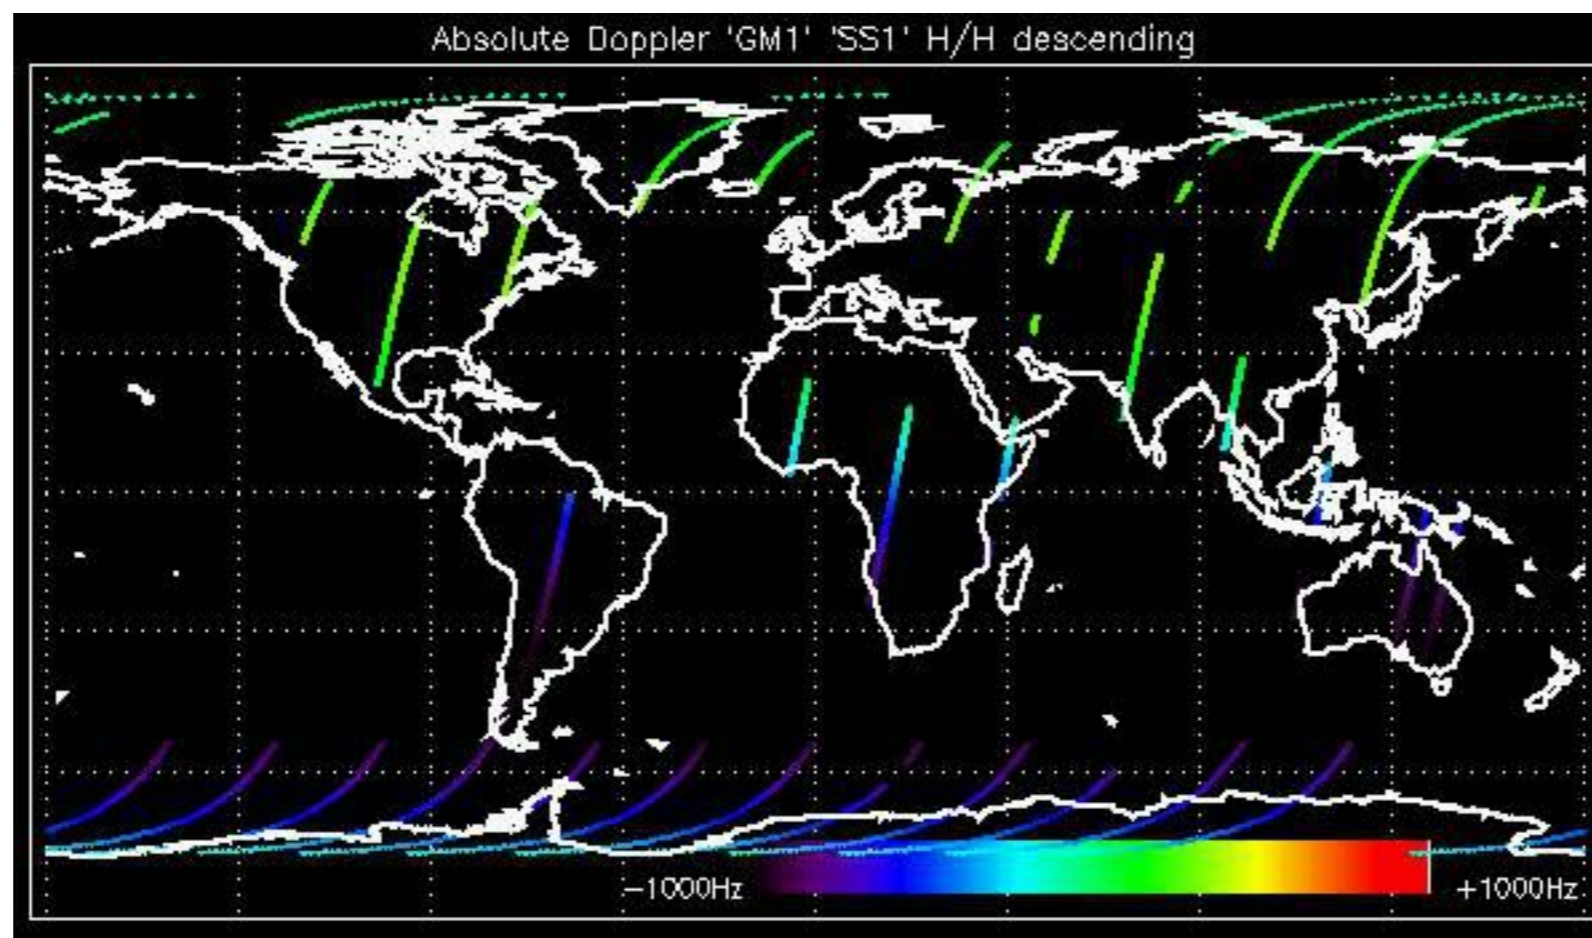 Absolute Doppler 'GM1' 'SS1' H/H descending
−1000Hz
+1000Hz